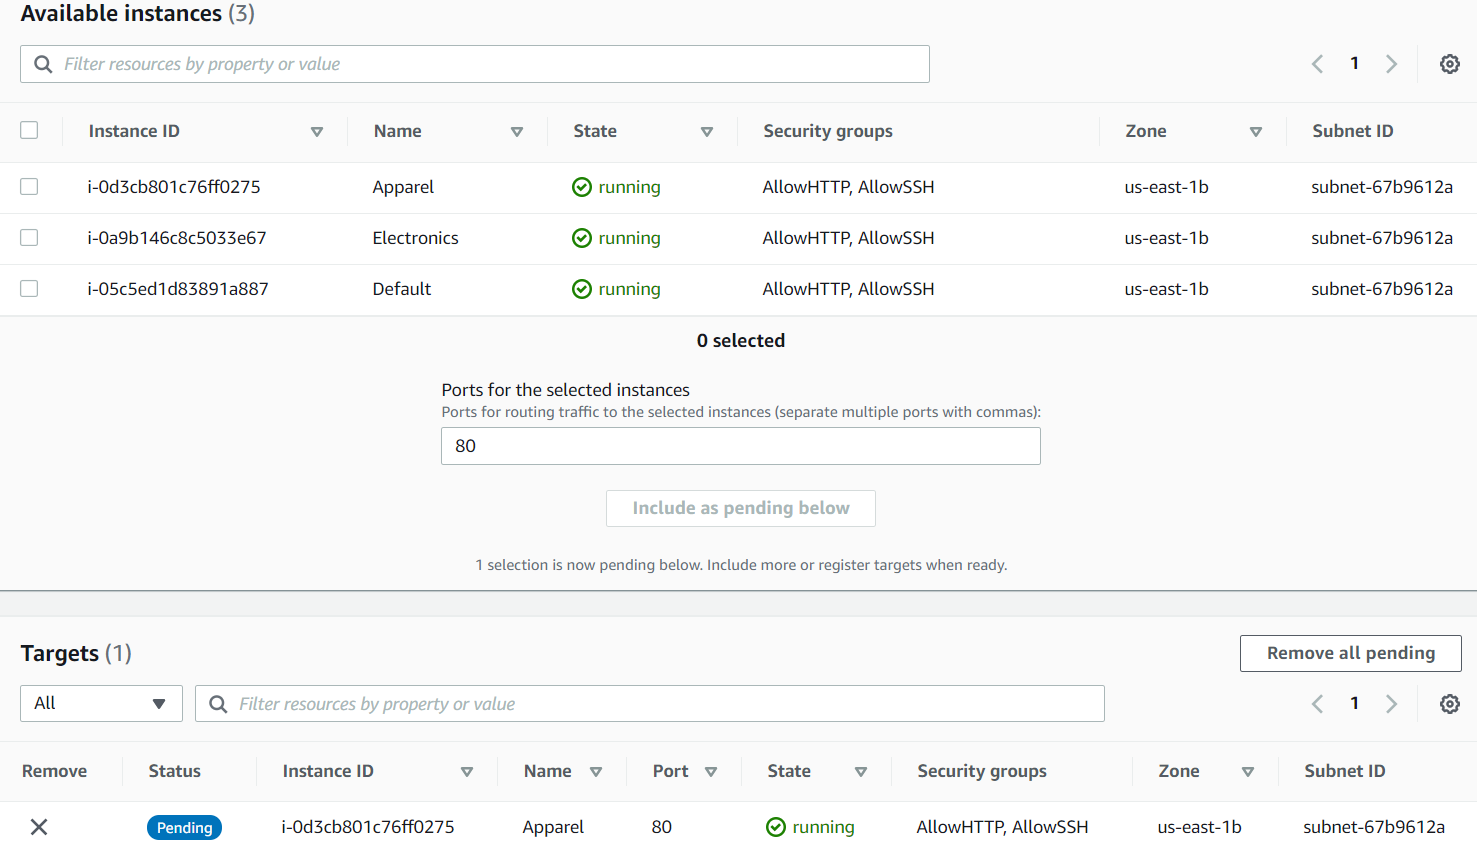 Available instances (3)
Filter resources by property or value
1
Instance ID Name State Security groups Zone Subnet ID
i-0d3cb801c76ff0275 Apparel running AllowHTTP, AllowSSH us-east-1b subnet-67b9612a
i-0a9b146c8c5033e67 Electronics running AllowHTTP, AllowSSH us-east-1b subnet-67b9612a
i-05c5ed1d83891a887 Default running AllowHTTP, AllowSSH us-east-1b subnet-67b9612a
0 selected
Ports for the selected instances
Ports for routing traffic to the selected instances (separate multiple ports with commas):
80
Include as pending below
1 selection is now pending below. Include more or register targets when ready.
Targets (1)
Remove all pending
All
Filter resources by property or value
1
Remove Status Instance ID Name Port State Security groups Zone Subnet ID
Pending i-0d3cb801c76ff0275 Apparel 80 running AllowHTTP, AllowSSH us-east-1b subnet-67b9612a